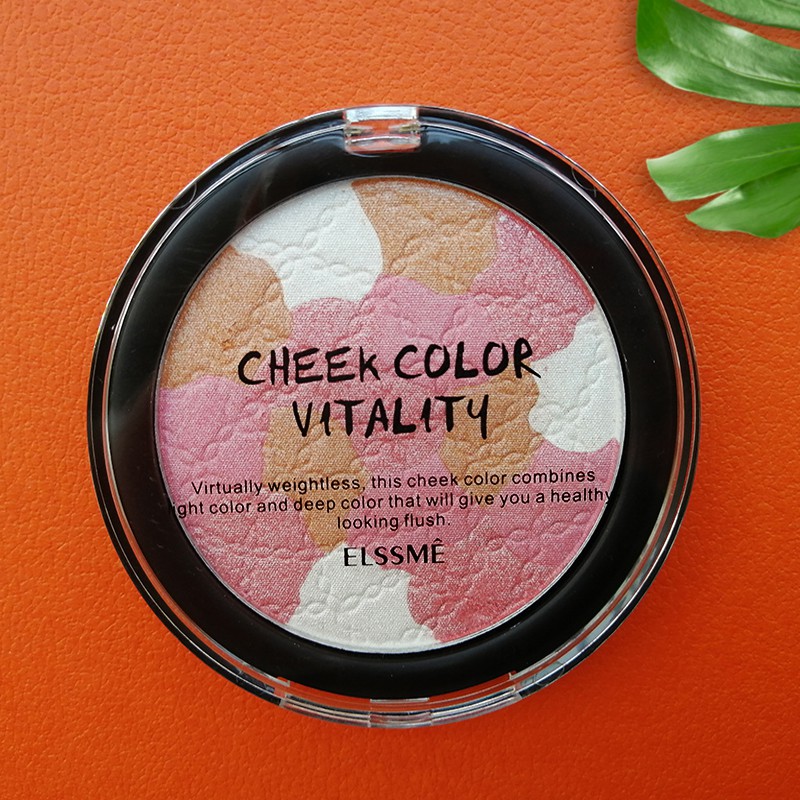 CHEEK COLOR
VITALITY
Virtually weightless, this cheek color combines
light color and deep color that will give you a healthy
looking flush.
ELSSMÊ